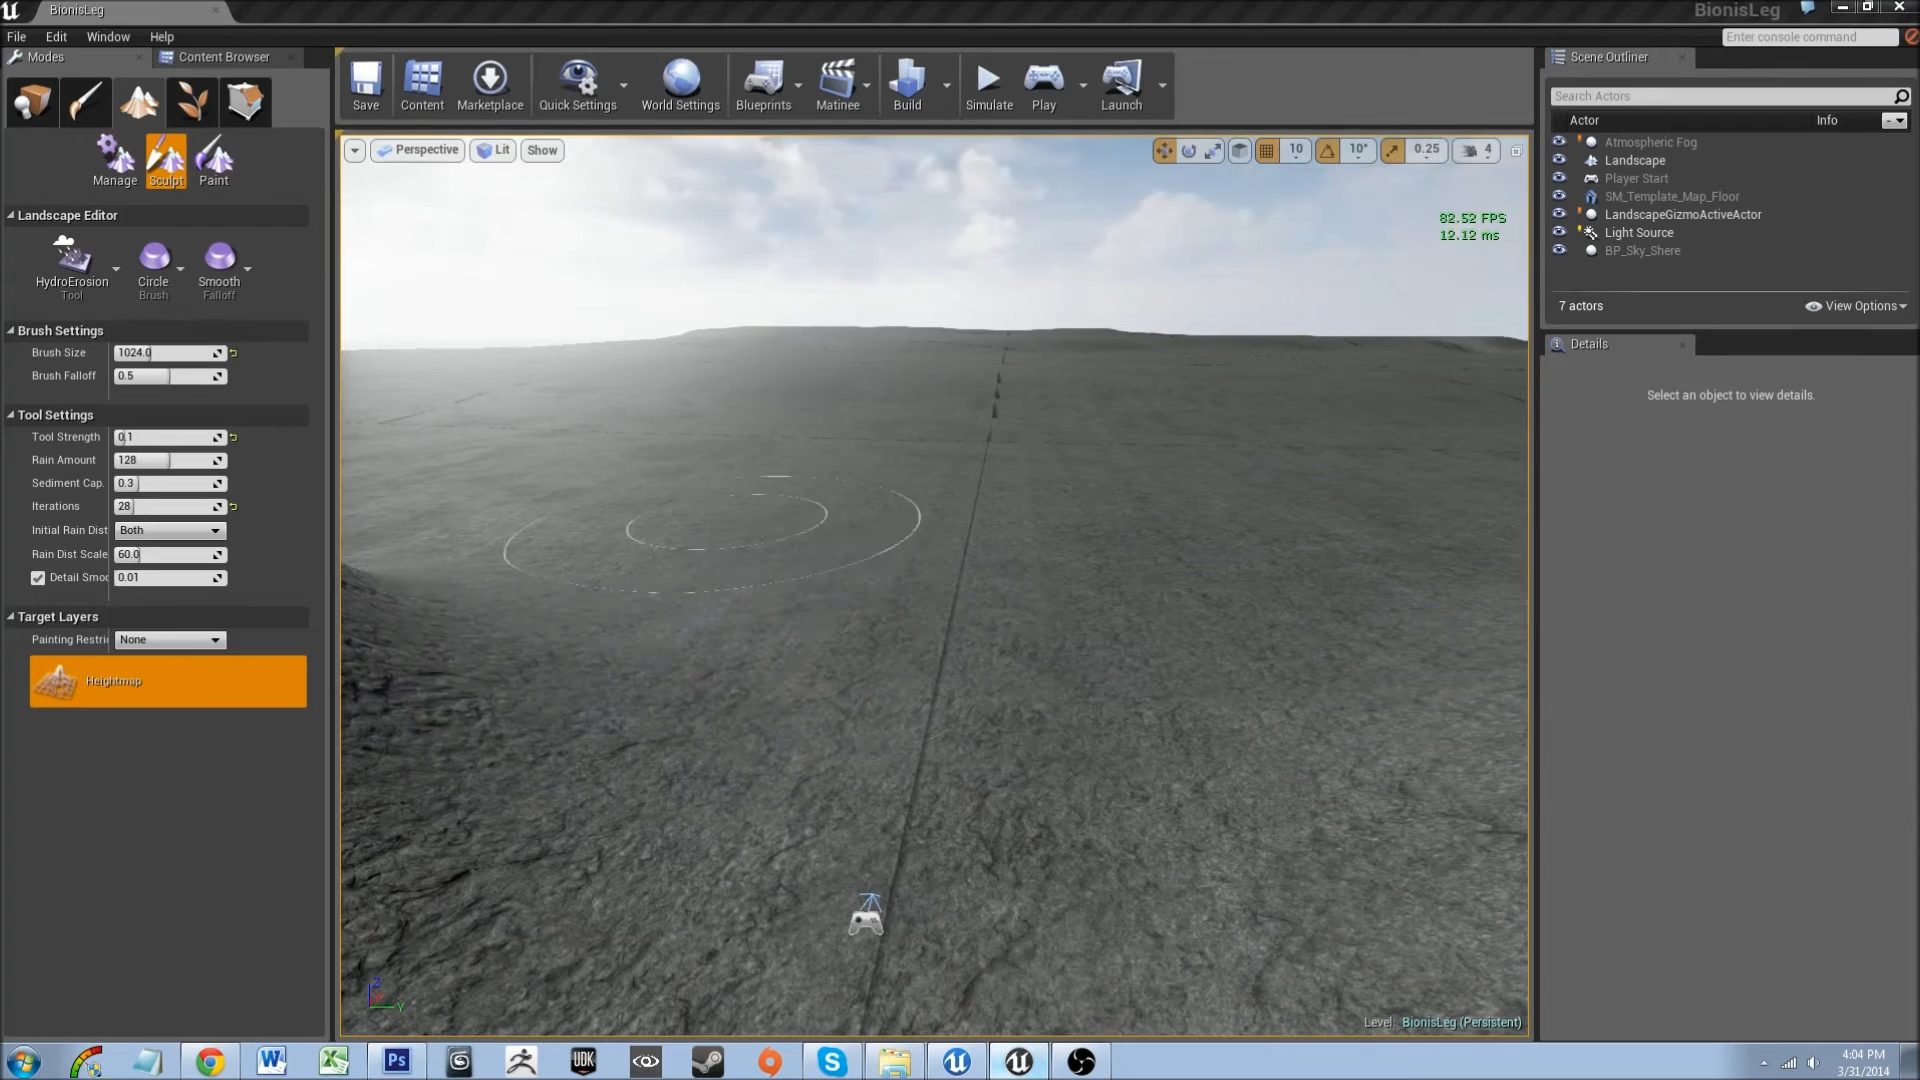 BionisLeg
BionisLeg
File Edit Window Help
Enter console command
Modes
Content Browser
Scene Outliner
Save
Content
Marketplace
Quick Settings
World Settings
Blueprints
Matinee
Build
Simulate
Play
Launch
Search Actors
Actor Info
Atmospheric Fog
Landscape
Player Start
SM_Template_Map_Floor
LandscapeGizmoActiveActor
Light Source
BP_Sky_Shere
7 actors
View Options
Details
Select an object to view details.
Perspective
Lit
Show
10
10°
0.25
4
82.52 FPS
12.12 ms
Manage
Sculpt
Paint
Landscape Editor
HydroErosion
Tool
Circle
Brush
Smooth
Falloff
Brush Settings
Brush Size 1024.0
Brush Falloff 0.5
Tool Settings
Tool Strength 0.1
Rain Amount 128
Sediment Cap. 0.3
Iterations 28
Initial Rain Dist Both
Rain Dist Scale 60.0
Detail Smoo 0.01
Target Layers
Painting Restri None
Heightmap
Z
Y
Level: BionisLeg (Persistent)
Ps
UDK
4:04 PM
3/31/2014